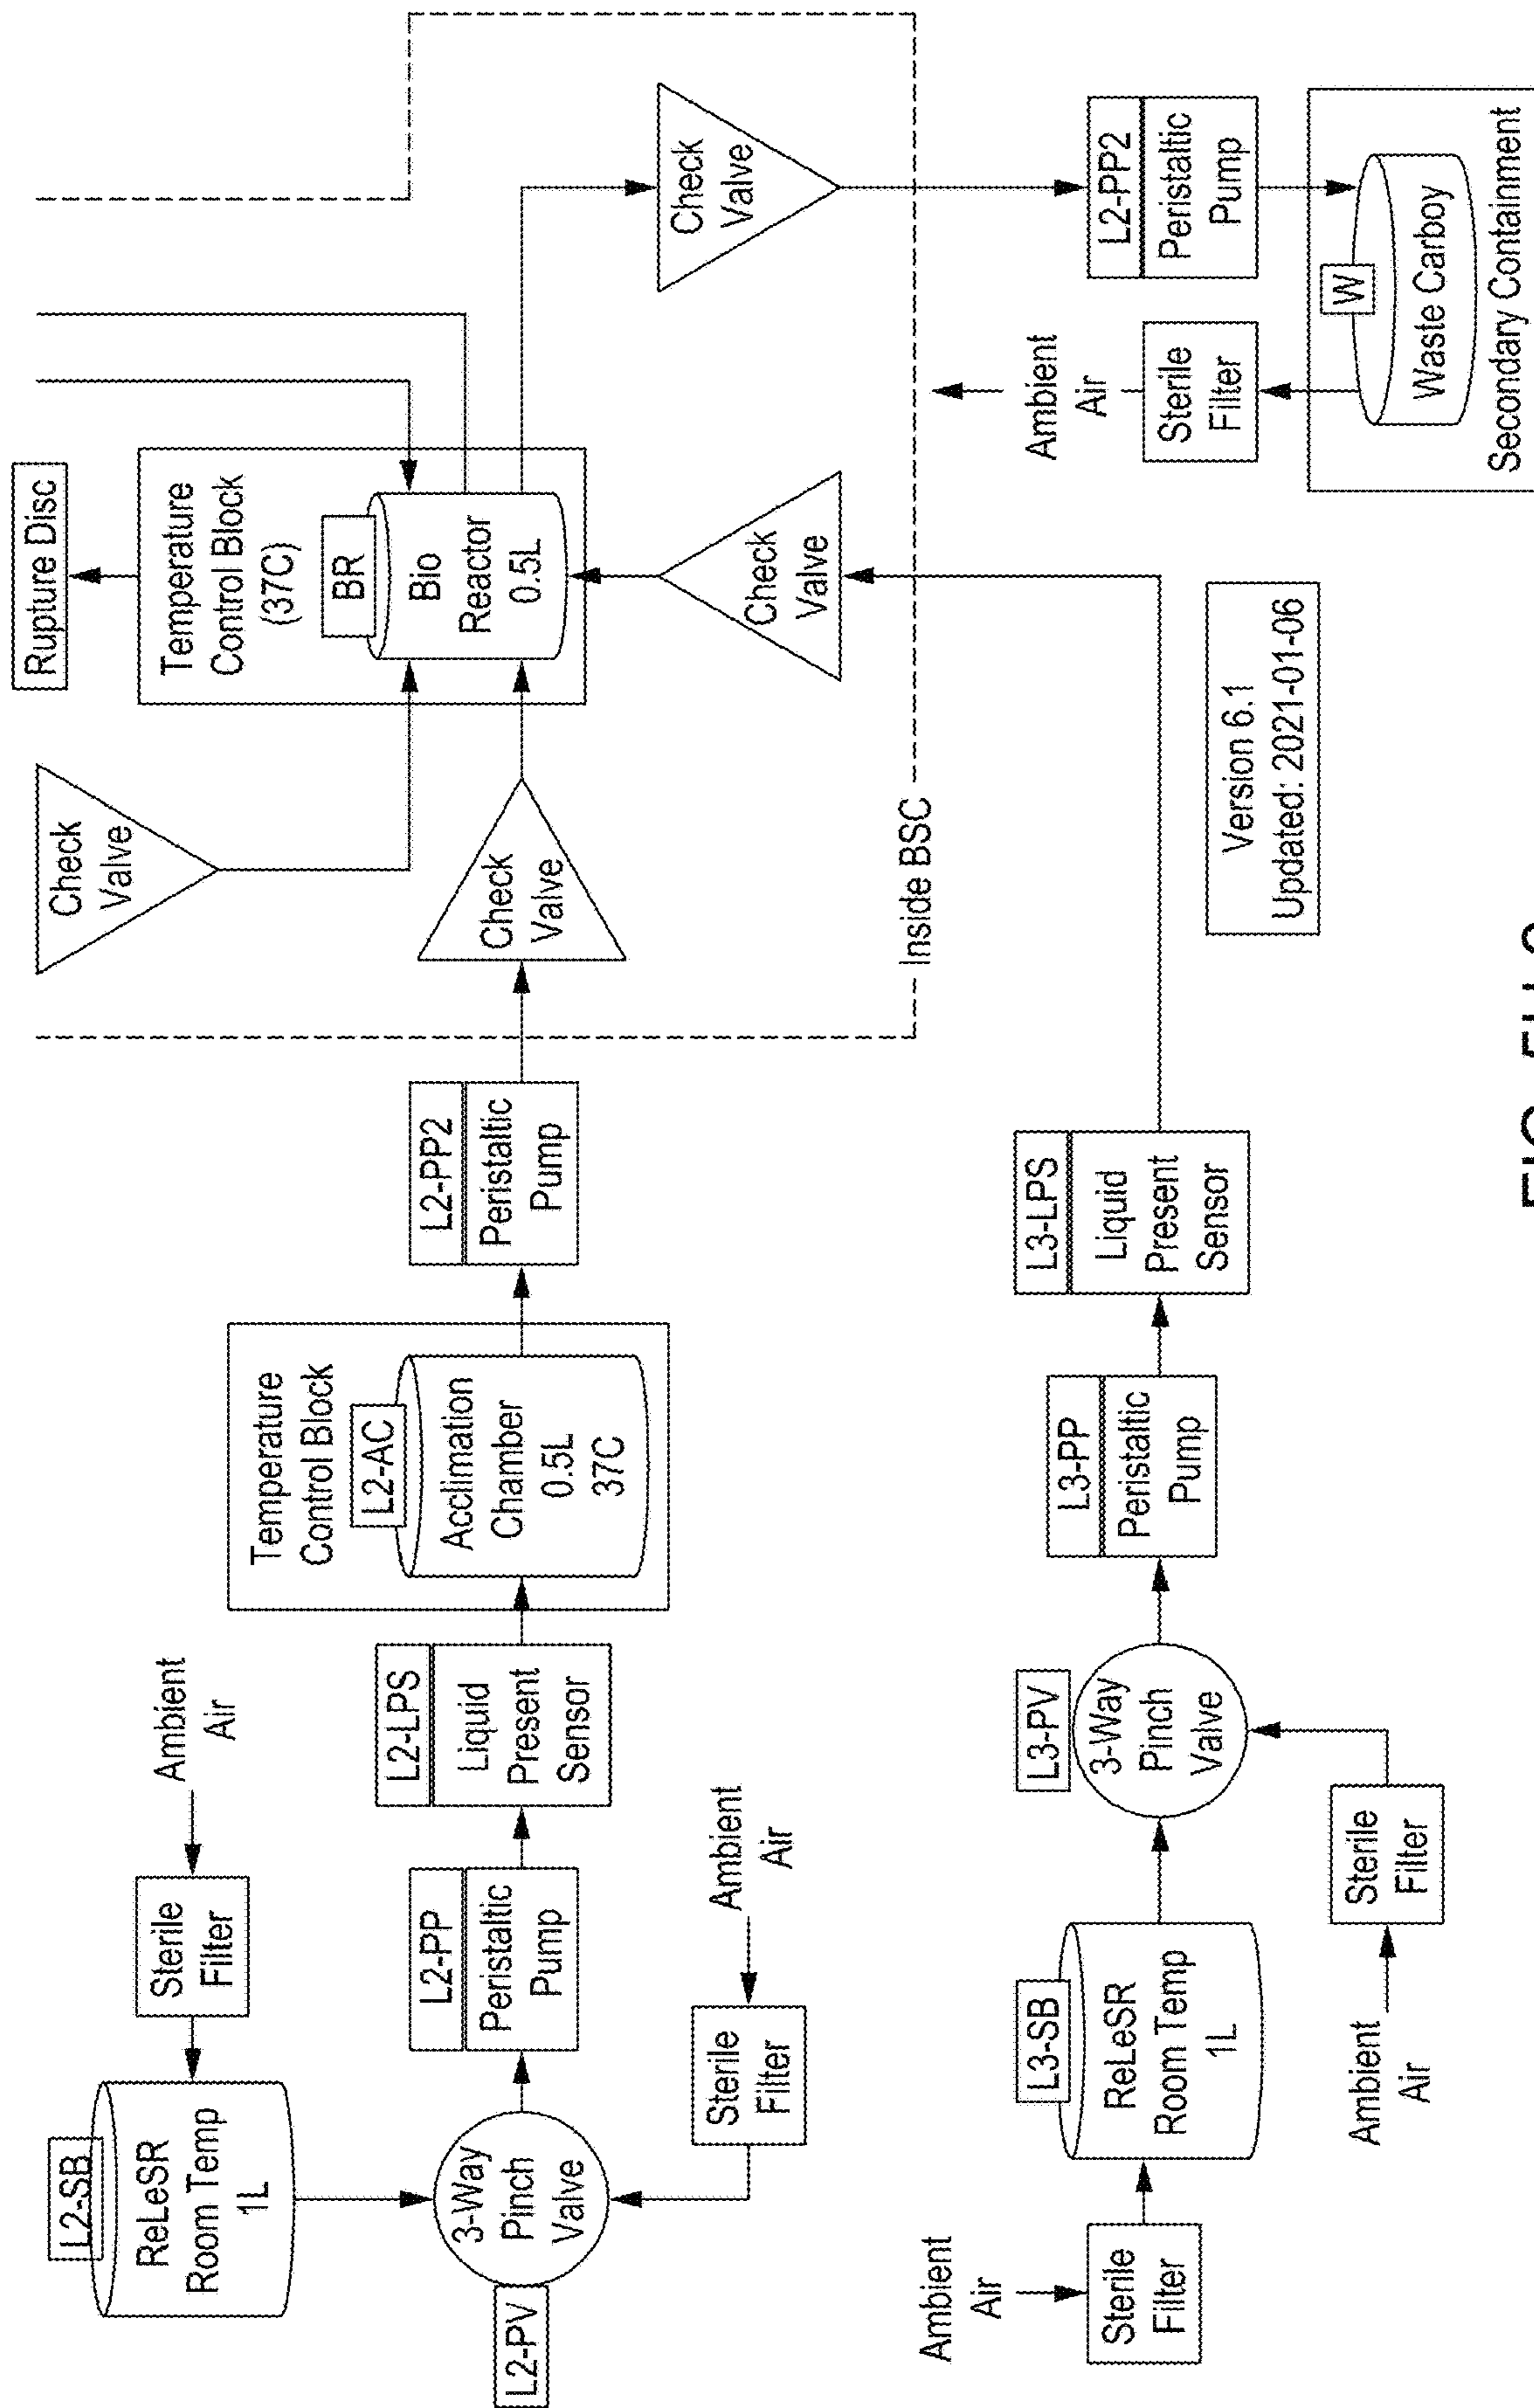 L2-SB
ReLeSR
Room Temp
1L
Sterile
Filter
Ambient
Air
L2-PV
3-Way
Pinch
Valve
Sterile
Filter
Ambient
Air
L2-PP
Peristaltic
Pump
L2-LPS
Liquid
Present
Sensor
Temperature
Control Block
L2-AC
Acclimation
Chamber
0.5L
37C
L2-PP2
Peristaltic
Pump
Check
Valve
Check
Valve
Rupture Disc
Temperature
Control Block
(37C)
BR
Bio
Reactor
0.5L
Check
Valve
Check
Valve
Inside BSC
Ambient
Air
Sterile
Filter
L3-SB
ReLeSR
Room Temp
1L
L3-PV
3-Way
Pinch
Valve
Ambient
Air
Sterile
Filter
L3-PP
Peristaltic
Pump
L3-LPS
Liquid
Present
Sensor
Version 6.1
Updated: 2021-01-06
Ambient
Air
Sterile
Filter
L2-PP2
Peristaltic
Pump
W
Waste Carboy
Secondary Containment